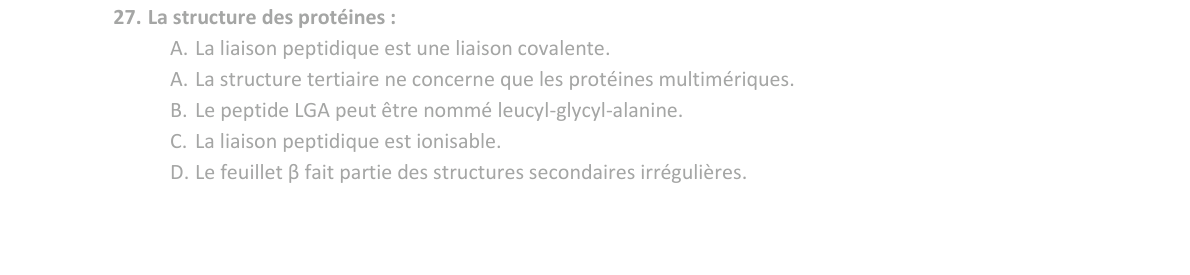 27. La structure des protéines :
A. La liaison peptidique est une liaison covalente.
A. La structure tertiaire ne concerne que les protéines multimériques.
B. Le peptide LGA peut être nommé leucyl-glycyl-alanine.
C. La liaison peptidique est ionisable.
D. Le feuillet β fait partie des structures secondaires irrégulières.